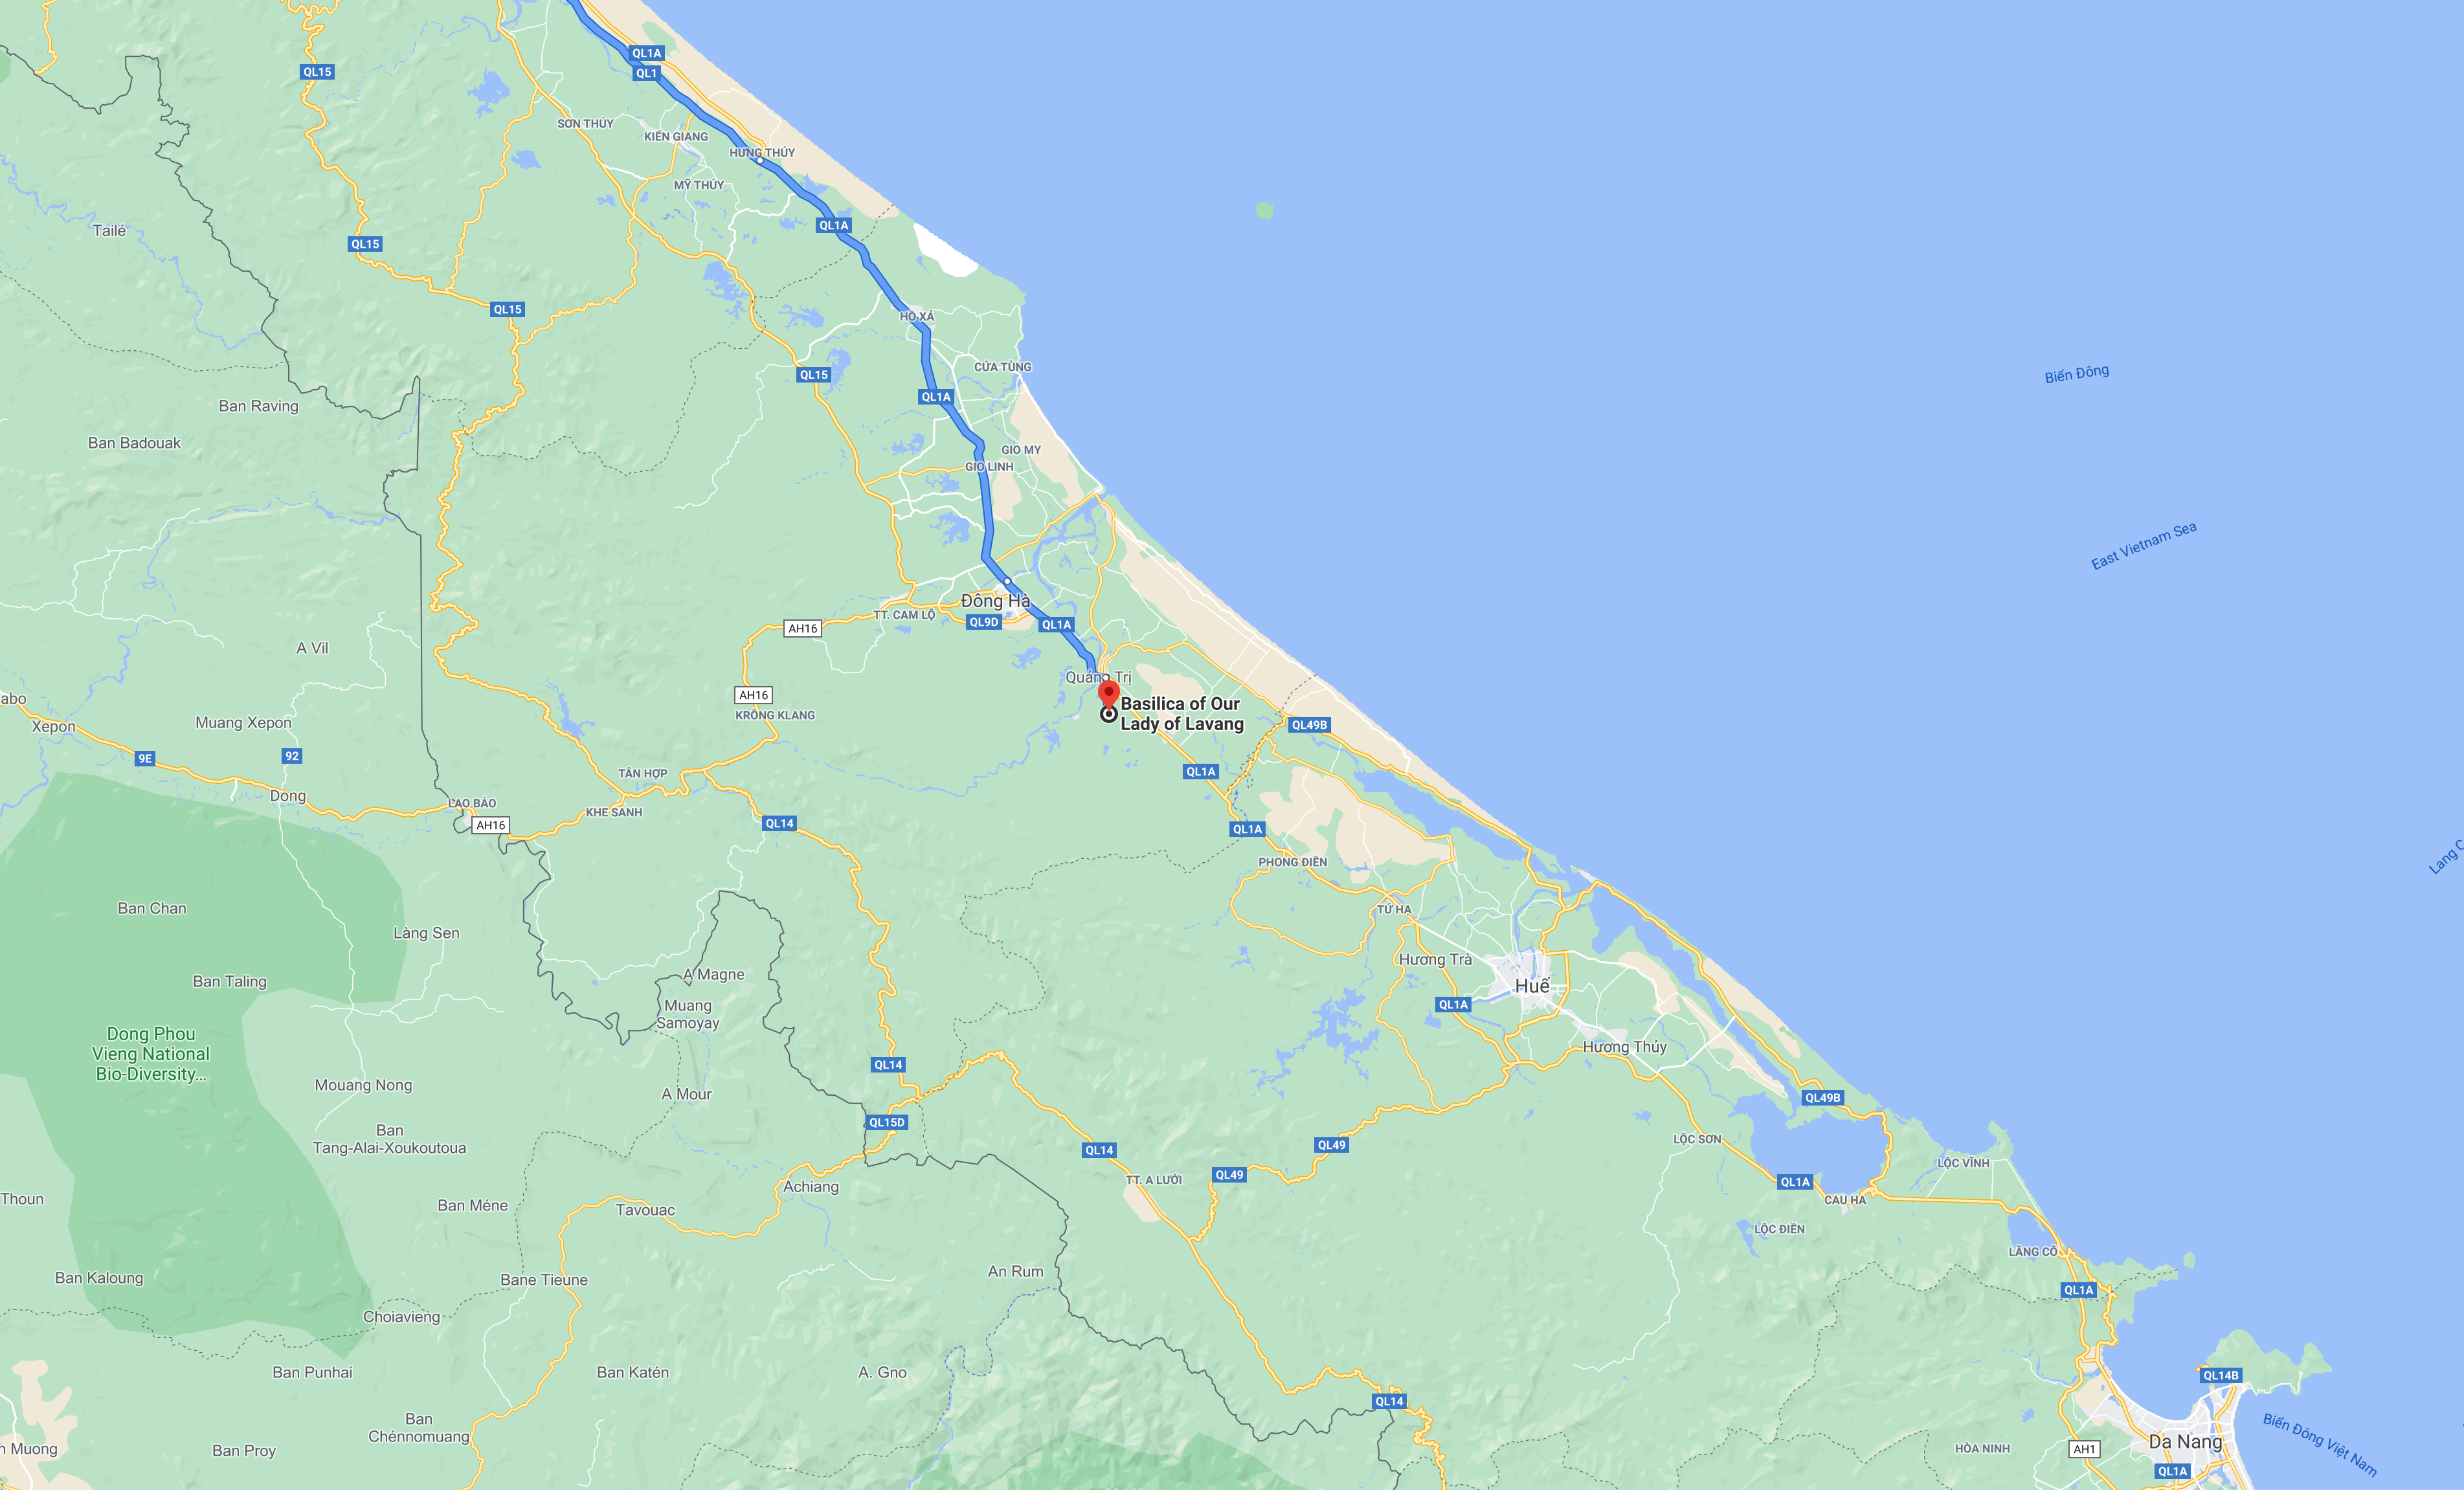 QL1A
QL1
QL15
SƠN THỦY
KIẾN GIANG
HƯNG THỦY
MỸ THỦY
QL1A
Tailé
QL15
QL15
HỒ XÁ
CỬA TÙNG
QL15
Biển Đông
QL1A
Ban Raving
Ban Badouak
GIO MY
GIO LINH
East Vietnam Sea
Đông Hà
TT. CAM LỘ
QL9D
QL1A
AH16
A Vil
Quảng Trị
AH16
KRÔNG KLANG
Basilica of Our
Lady of Lavang
abo
Xepon
Muang Xepon
QL49B
9E
92
TÂN HỢP
QL1A
Dong
LAO BẢO
AH16
KHE SANH
QL14
QL1A
PHONG ĐIỀN
Ban Chan
TỨ HẠ
Làng Sen
Hương Trà
Ban Taling
A Magne
Huế
Muang
Samoyay
QL1A
Dong Phou
Vieng National
Bio-Diversity...
Hương Thủy
QL14
Mouang Nong
A Mour
QL49B
QL15D
Ban
Tang-Alai-Xoukoutoua
LỘC SƠN
QL14
QL49
QL49
LỘC VĨNH
TT. A LƯỚI
QL1A
Achiang
CAU HA
Thoun
Ban Méne
Tavouac
LỘC ĐIỀN
LĂNG CÔ
An Rum
Ban Kaloung
Bane Tieune
QL1A
Choiavieng
Ban Punhai
Ban Katén
A. Gno
QL14B
QL14
Ban
Chénnomuang
Biển Đông Việt Nam
Da Nang
Muong
Ban Proy
HÒA NINH
AH1
QL1A